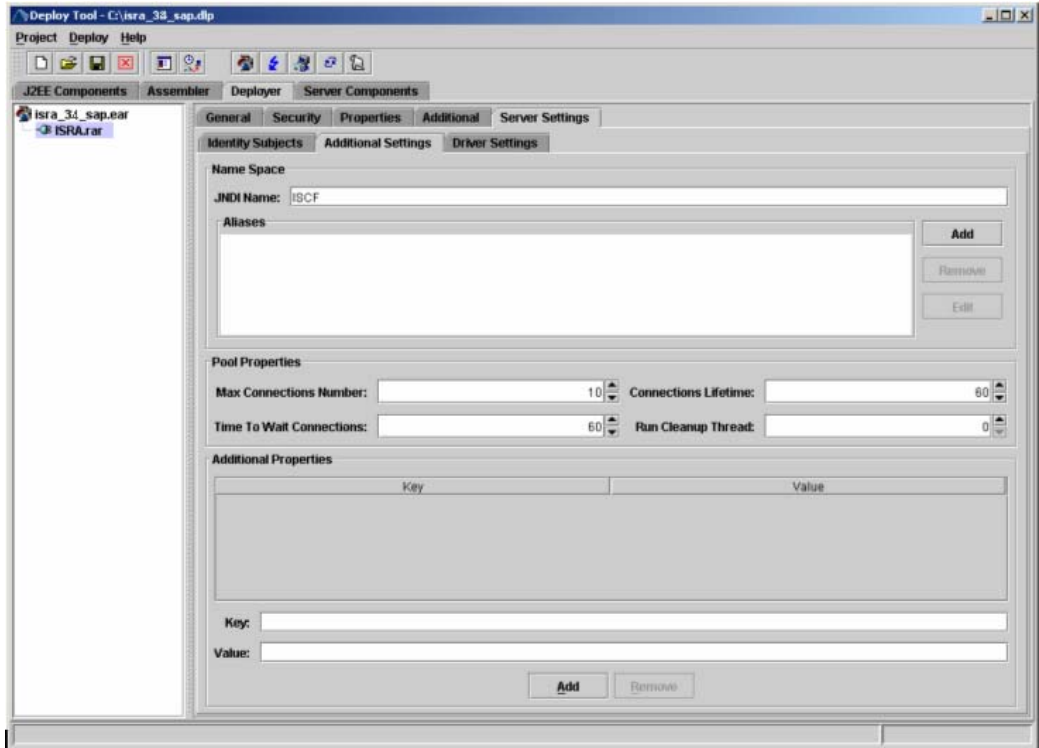 Deploy Tool - C:\isra_38_sap.dlp
Project Deploy Help
J2EE Components Assembler Deployer Server Components
isra_34_sap.ear
ISRA.rar
General Security Properties Additional Server Settings
Identity Subjects Additional Settings Driver Settings
Name Space
JNDI Name: ISCF
Aliases
Add
Remove
Edit
Pool Properties
Max Connections Number: 10 Connections Lifetime: 60
Time To Wait Connections: 60 Run Cleanup Thread: 0
Additional Properties
Key Value
Key:
Value:
Add Remove